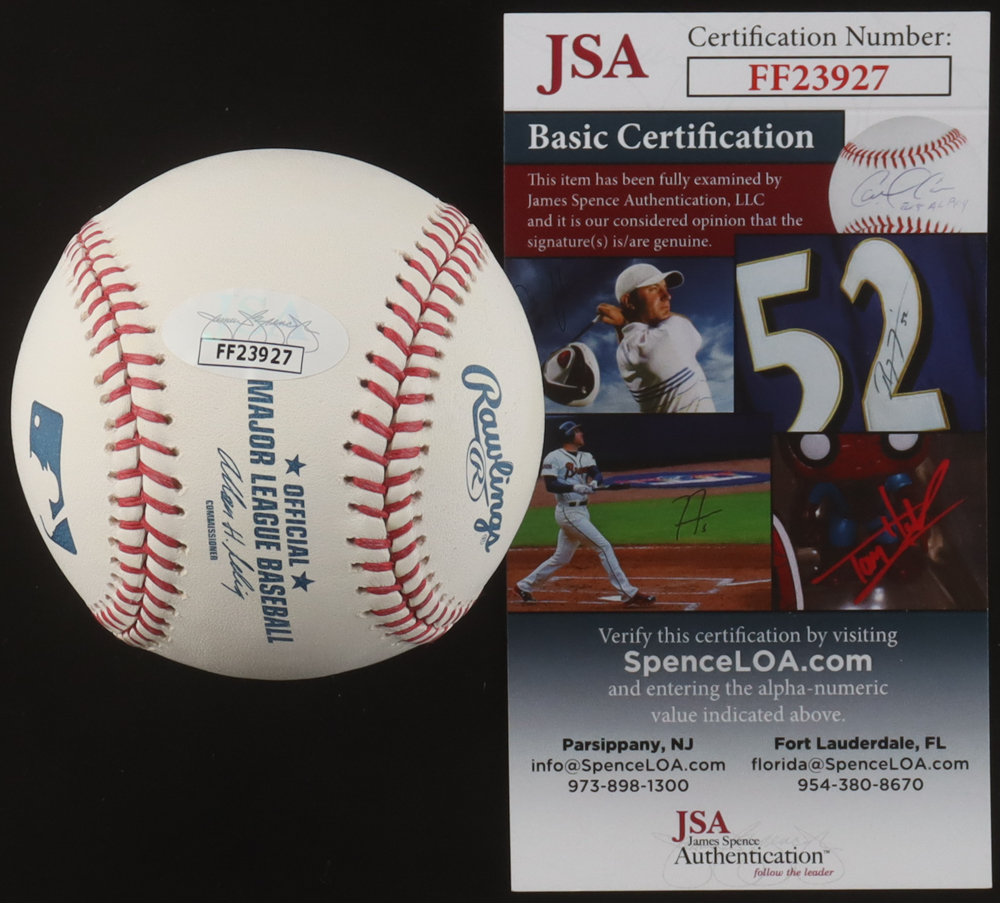 FF23927
MAJOR LEAGUE BASEBALL
OFFICIAL
Allan H. Selig
COMMISSIONER
Rawlings
R
JSA
Certification Number:
FF23927
Basic Certification
This item has been fully examined by
James Spence Authentication, LLC
and it is our considered opinion that the
signature(s) is/are genuine.
52
Verify this certification by visiting
SpenceLOA.com
and entering the alpha-numeric
value indicated above.
Parsippany, NJ
info@SpenceLOA.com
973-898-1300
Fort Lauderdale, FL
florida@SpenceLOA.com
954-380-8670
JSA
James Spence
Authentication™
follow the leader